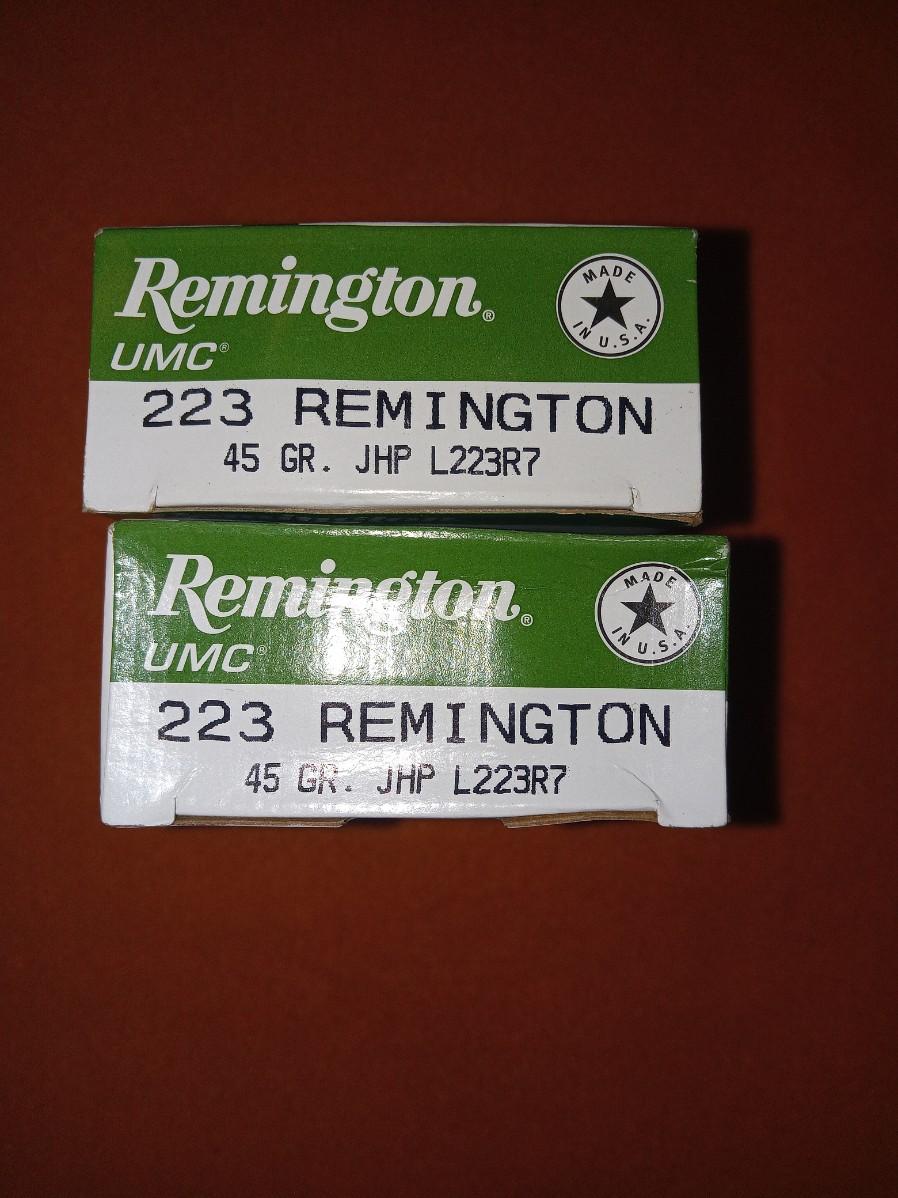 Remington®
UMC®
MADE
IN U.S.A.
223 REMINGTON
45 GR. JHP L223R7
Remington®
UMC®
MADE
IN U.S.A.
223 REMINGTON
45 GR. JHP L223R7